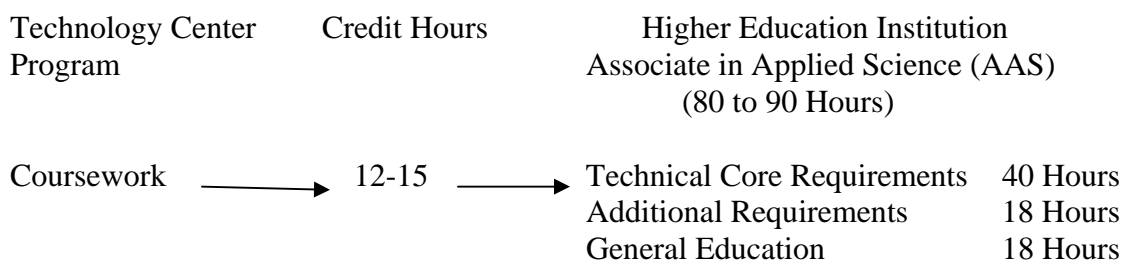 Technology Center Credit Hours Higher Education Institution
Program Associate in Applied Science (AAS)
(80 to 90 Hours)
Coursework 12-15 Technical Core Requirements 40 Hours
Additional Requirements 18 Hours
General Education 18 Hours